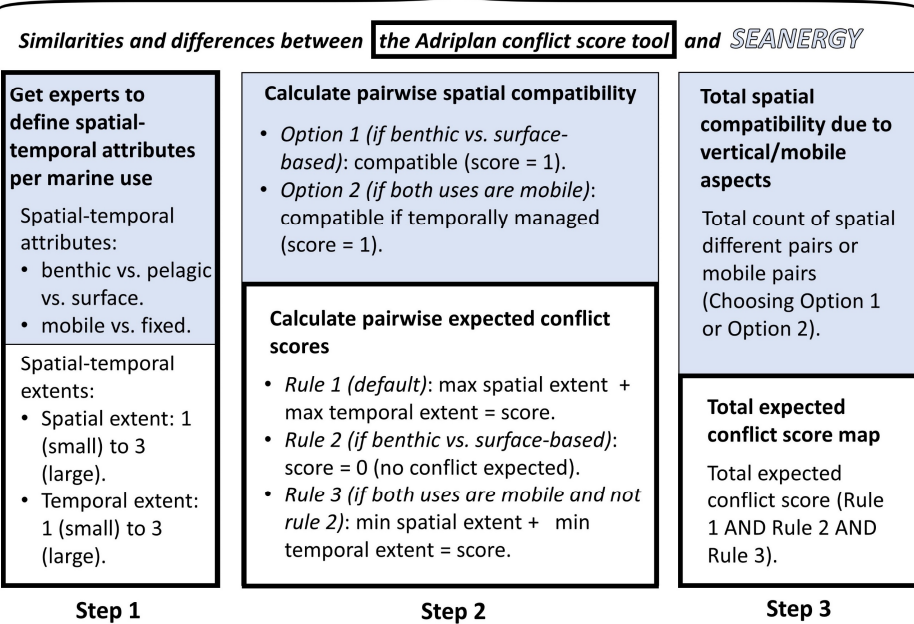 Similarities and differences between the Adriplan conflict score tool and SEANERGY
Get experts to
define spatial-
temporal attributes
per marine use
Spatial-temporal
attributes:
• benthic vs. pelagic
vs. surface.
• mobile vs. fixed.
Spatial-temporal
extents:
• Spatial extent: 1
(small) to 3
(large).
• Temporal extent:
1 (small) to 3
(large).
Step 1
Calculate pairwise spatial compatibility
• Option 1 (if benthic vs. surface-
based): compatible (score = 1).
• Option 2 (if both uses are mobile):
compatible if temporally managed
(score = 1).
Calculate pairwise expected conflict
scores
• Rule 1 (default): max spatial extent +
max temporal extent = score.
• Rule 2 (if benthic vs. surface-based):
score = 0 (no conflict expected).
• Rule 3 (if both uses are mobile and not
rule 2): min spatial extent + min
temporal extent = score.
Step 2
Total spatial
compatibility due to
vertical/mobile
aspects
Total count of spatial
different pairs or
mobile pairs
(Choosing Option 1
or Option 2).
Total expected
conflict score map
Total expected
conflict score (Rule
1 AND Rule 2 AND
Rule 3).
Step 3